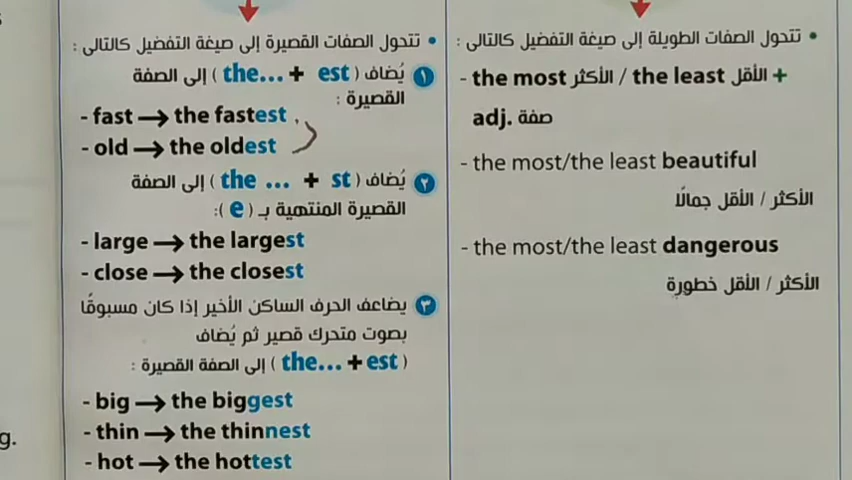 • تتحول الصفات الطويلة إلى صيغة التفضيل كالتالى :
- the most الأكثر / the least الأقل +
adj. صفة
- the most/the least beautiful
الأكثر / الأقل جمالًا
- the most/the least dangerous
الأكثر / الأقل خطورة
• تتحول الصفات القصيرة إلى صيغة التفضيل كالتالى :
١ يُضاف (the... + est) إلى الصفة
القصيرة :
- fast → the fastest
- old → the oldest
٢ يُضاف (the ... + st) إلى الصفة
القصيرة المنتهية بـ (e):
- large → the largest
- close → the closest
٣ يضاعف الحرف الساكن الأخير إذا كان مسبوقًا
بصوت متحرك قصير ثم يُضاف
(the... + est) إلى الصفة القصيرة :
- big → the biggest
- thin → the thinnest
- hot → the hottest
g.